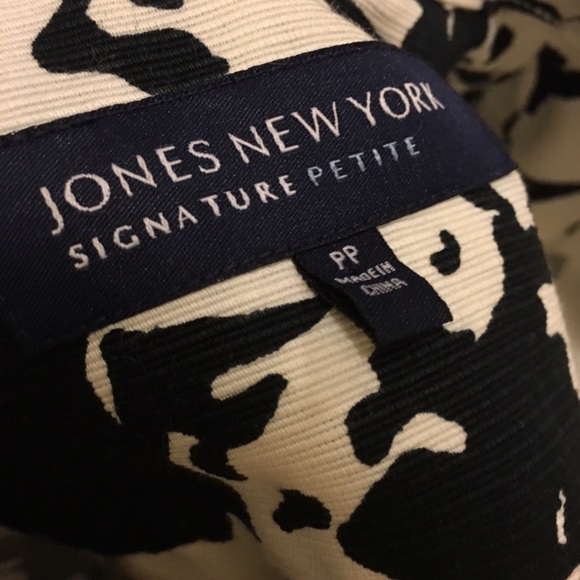 JONES NEW YORK
SIGNATURE PETITE
PP
MADE IN
CHINA